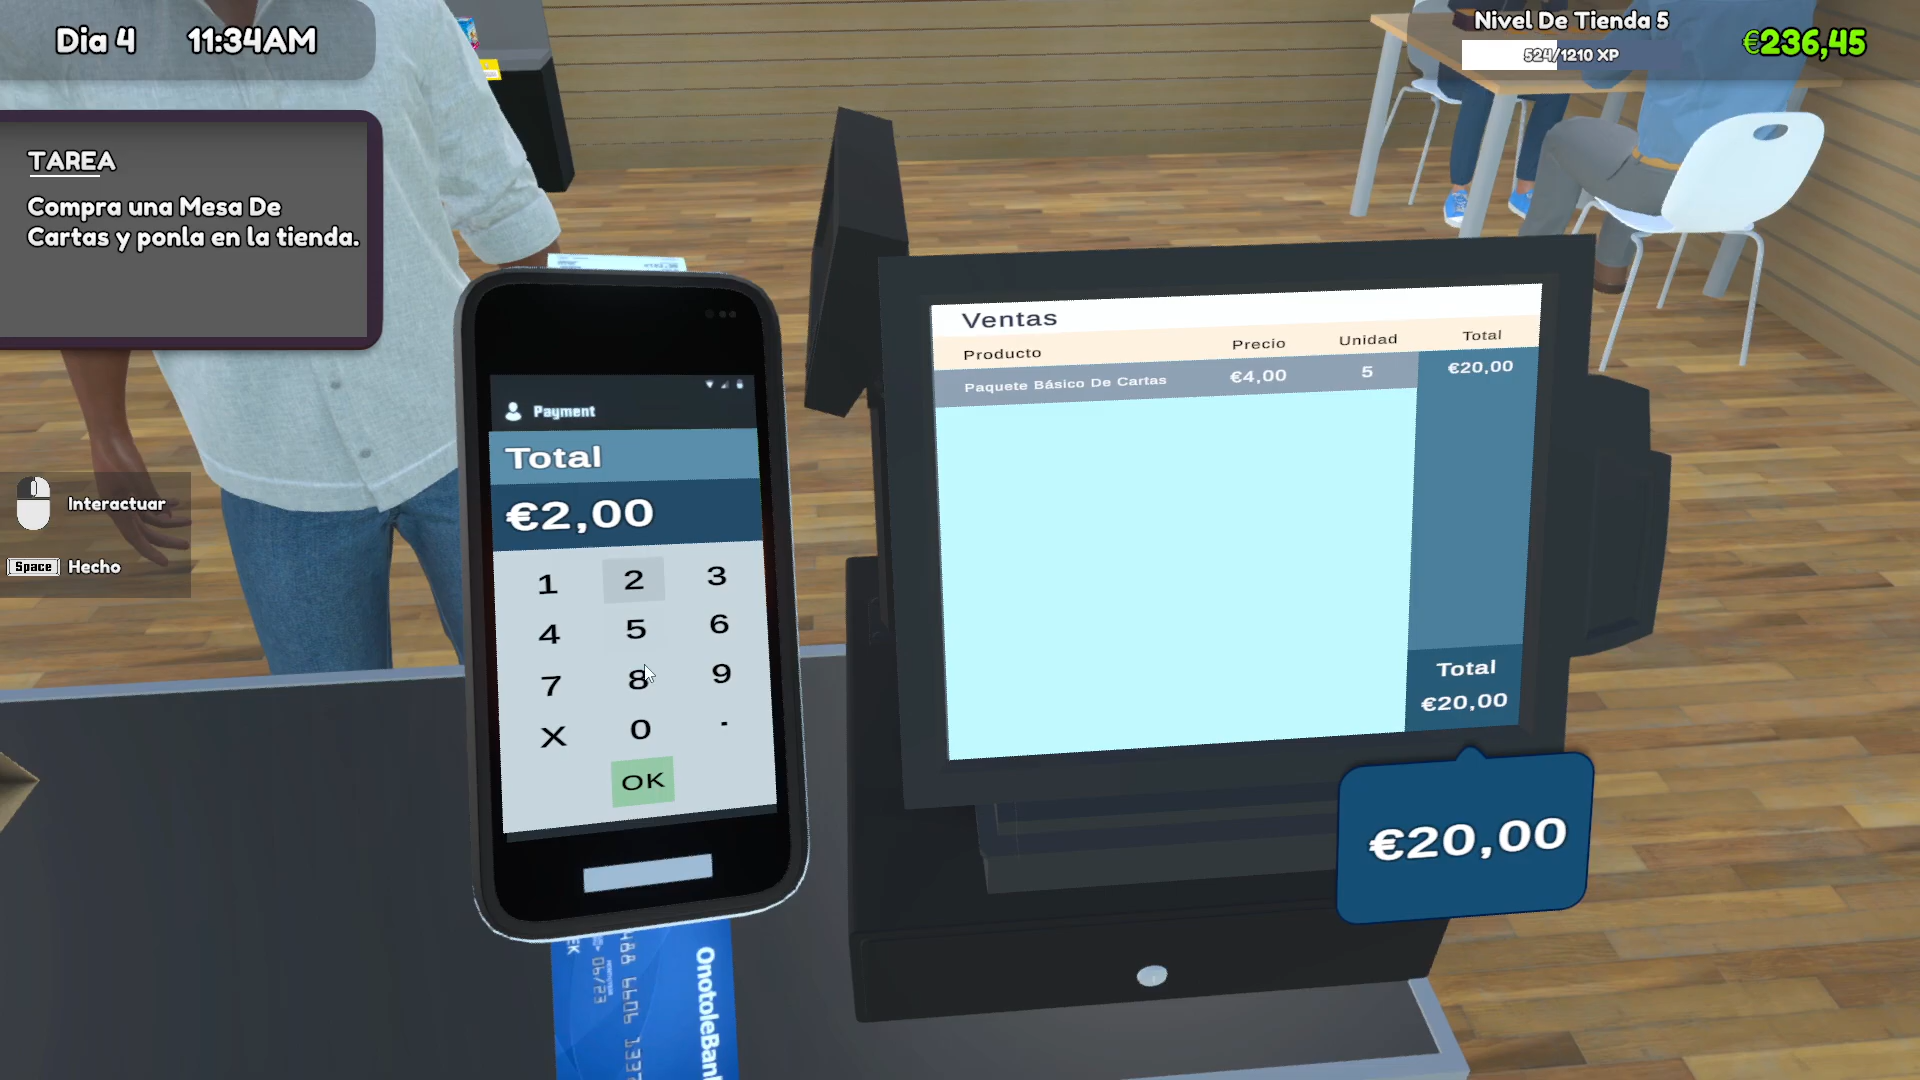 Dia 4 11:34AM
Nivel De Tienda 5
524/1210 XP
€236,45
TAREA
Compra una Mesa De
Cartas y ponla en la tienda.
Interactuar
Space Hecho
Payment
Total
€2,00
1 2 3
4 5 6
7 8 9
X 0 .
OK
Ventas
Producto Precio Unidad Total
Paquete Básico De Cartas €4,00 5 €20,00
Total
€20,00
€20,00
OnotoleBank
09/23